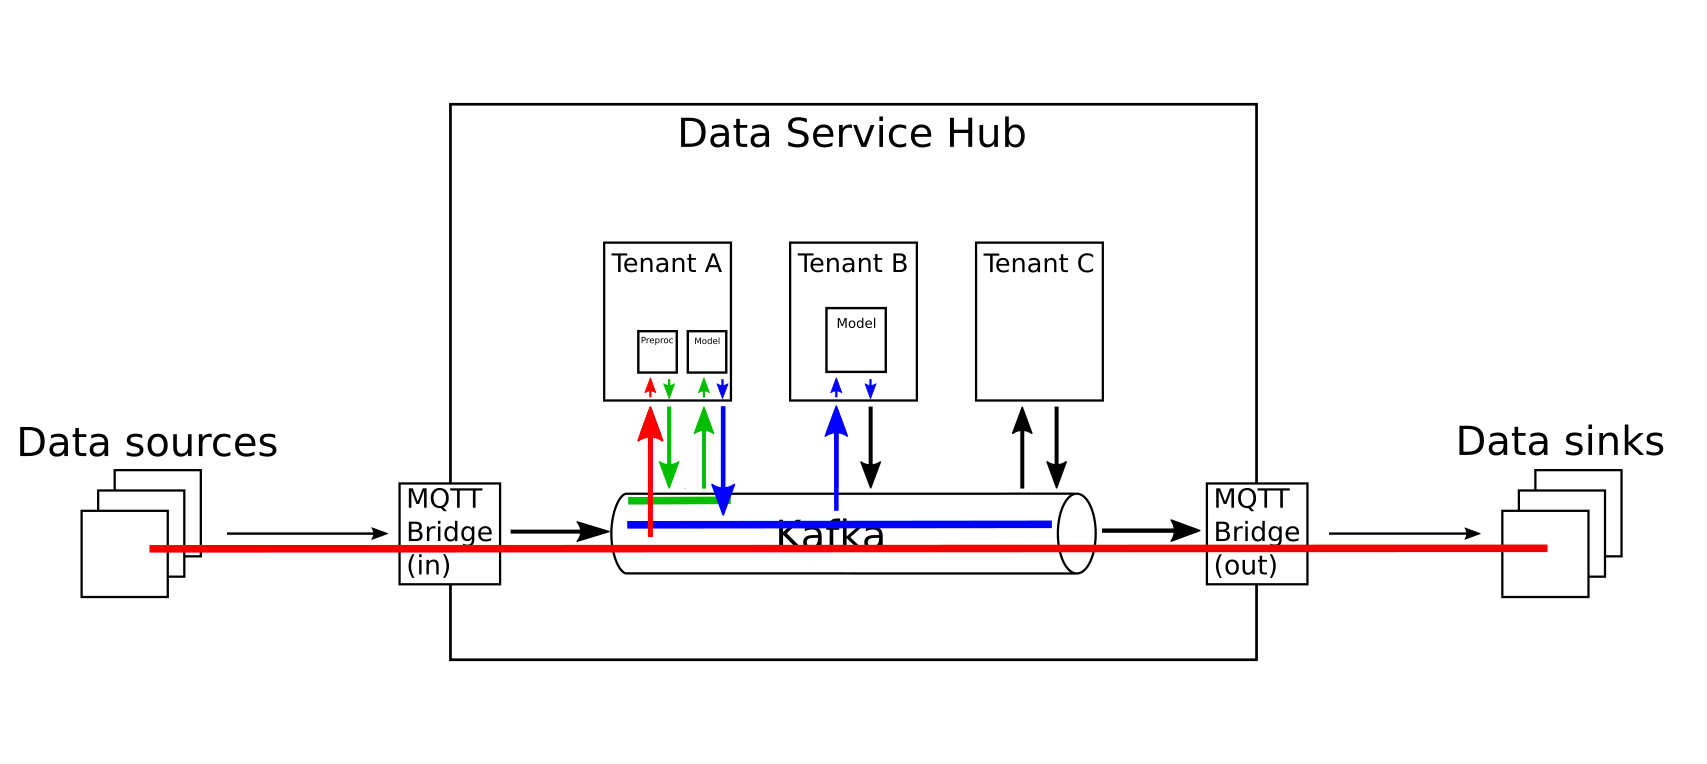 Data Service Hub
Tenant A
Tenant B
Tenant C
Preproc
Model
Model
Data sources
Data sinks
MQTT
Bridge
(in)
Kafka
MQTT
Bridge
(out)